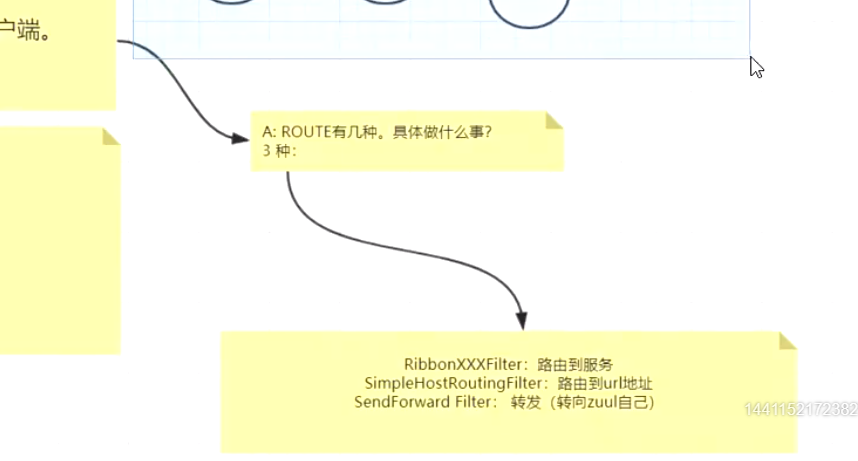 户端。
A: ROUTE有几种。具体做什么事?
3 种：
RibbonXXXFilter：路由到服务
SimpleHostRoutingFilter：路由到url地址
SendForward Filter： 转发（转向zuul自己）
1441152172382